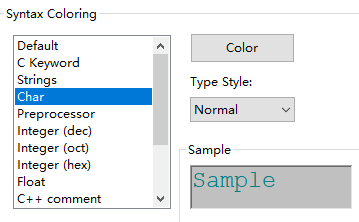 Syntax Coloring
Default
C Keyword
Strings
Char
Preprocessor
Integer (dec)
Integer (oct)
Integer (hex)
Float
C++ comment
Color
Type Style:
Normal
Sample
Sample